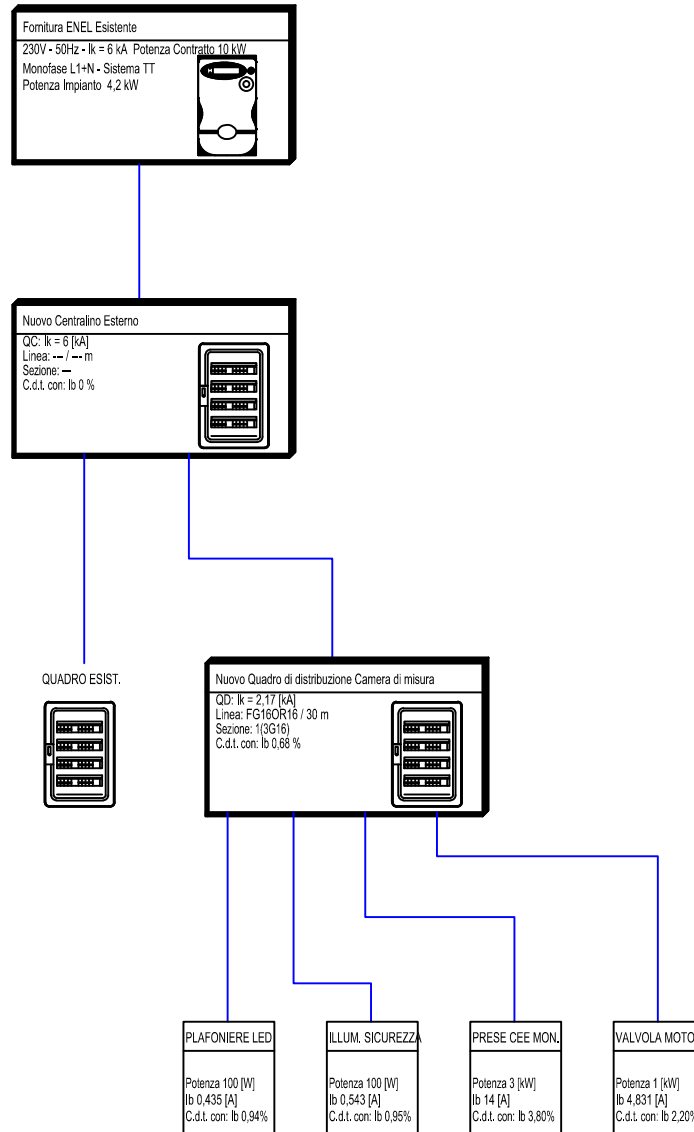 Fornitura ENEL Esistente
230V - 50Hz - Ik = 6 kA Potenza Contratto 10 kW
Monofase L1+N - Sistema TT
Potenza Impianto 4,2 kW
Nuovo Centralino Esterno
QC: Ik = 6 [kA]
Linea: --- / --- m
Sezione: ---
C.d.t. con: Ib 0 %
QUADRO ESIST.
Nuovo Quadro di distribuzione Camera di misura
QD: Ik = 2,17 [kA]
Linea: FG16OR16 / 30 m
Sezione: 1(3G16)
C.d.t. con: Ib 0,68 %
PLAFONIERE LED
Potenza 100 [W]
Ib 0,435 [A]
C.d.t. con: Ib 0,94%
ILLUM. SICUREZZA
Potenza 100 [W]
Ib 0,543 [A]
C.d.t. con: Ib 0,95%
PRESE CEE MON.
Potenza 3 [kW]
Ib 14 [A]
C.d.t. con: Ib 3,80%
VALVOLA MOTO
Potenza 1 [kW]
Ib 4,831 [A]
C.d.t. con: Ib 2,20%